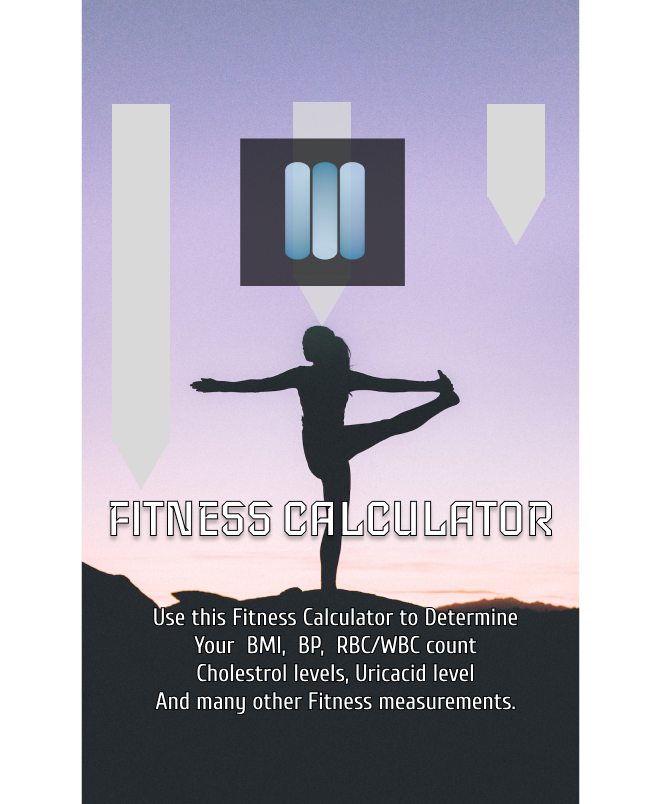 FITNESS CALCULATOR
Use this Fitness Calculator to Determine
Your BMI, BP, RBC/WBC count
Cholestrol levels, Uricacid level
And many other Fitness measurements.